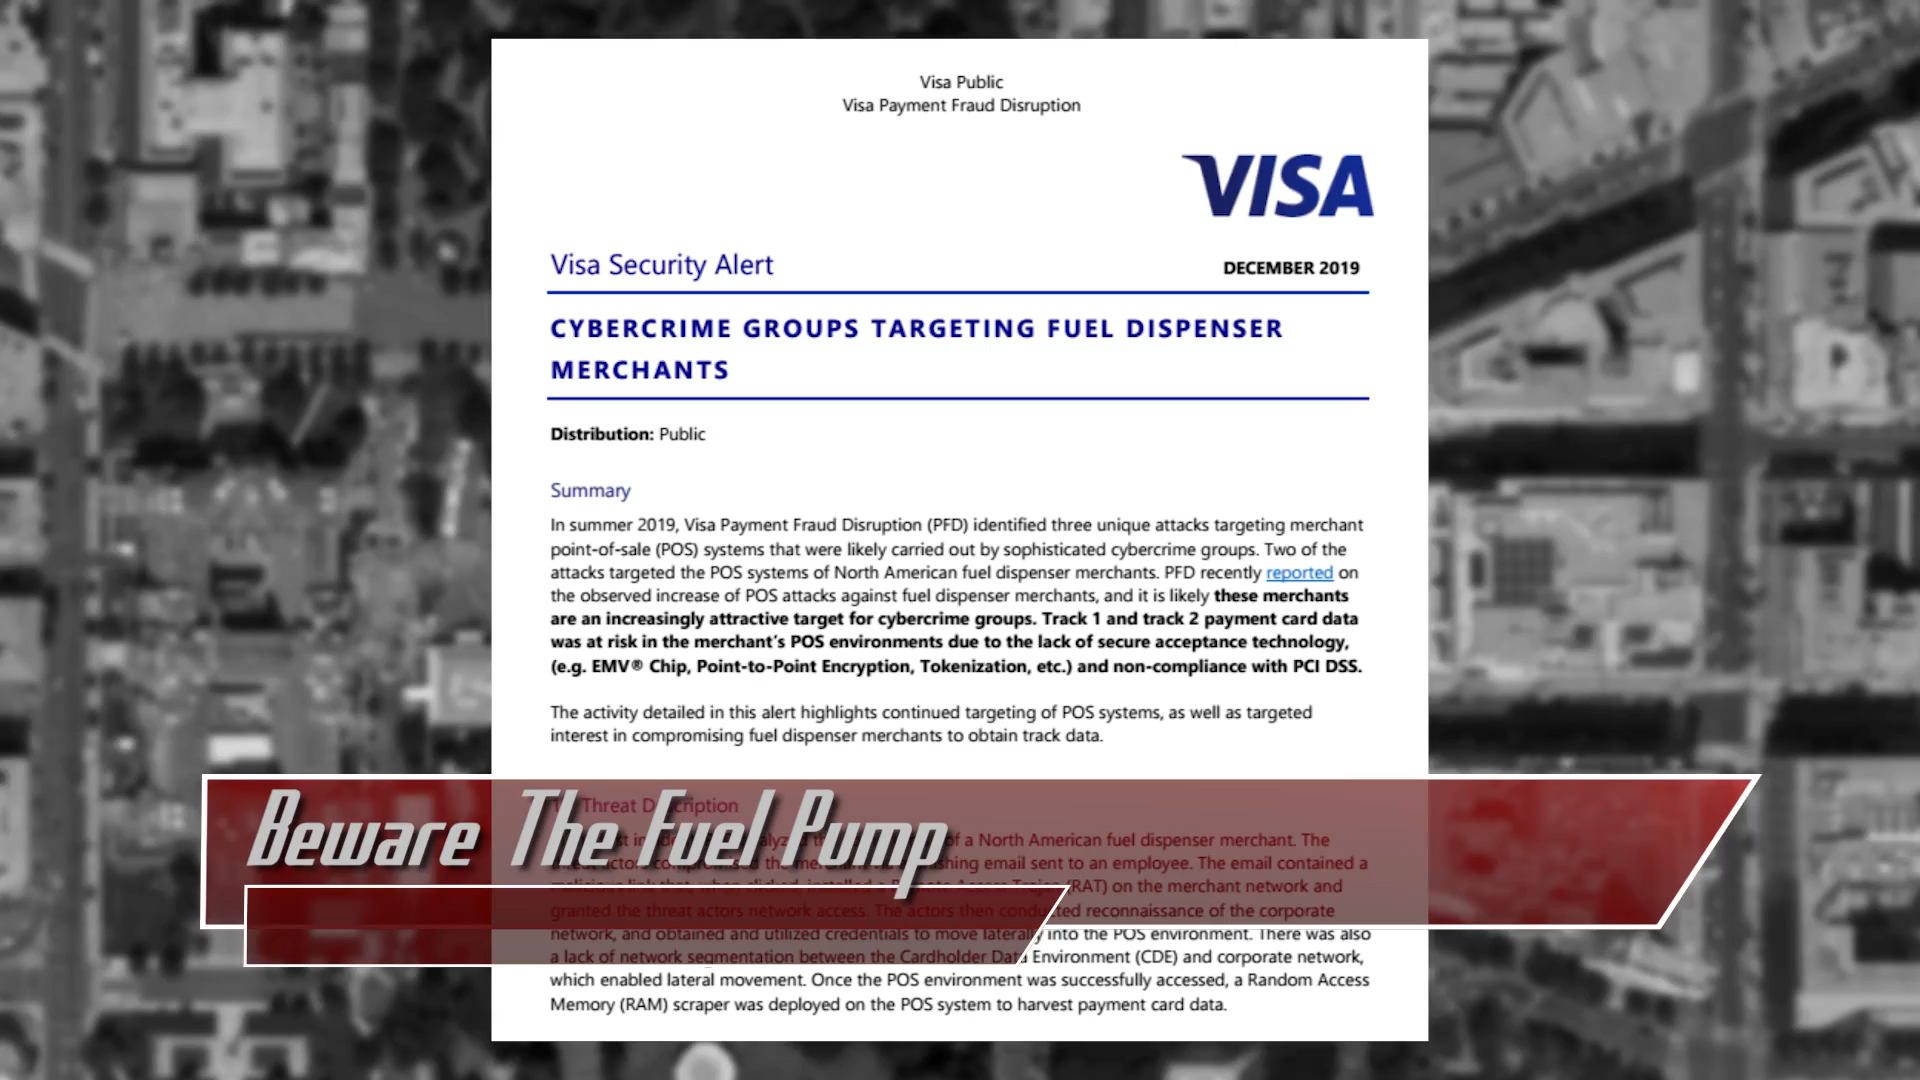 Visa Public
Visa Payment Fraud Disruption
VISA
Visa Security Alert
DECEMBER 2019
CYBERCRIME GROUPS TARGETING FUEL DISPENSER
MERCHANTS
Distribution: Public
Summary
In summer 2019, Visa Payment Fraud Disruption (PFD) identified three unique attacks targeting merchant
point-of-sale (POS) systems that were likely carried out by sophisticated cybercrime groups. Two of the
attacks targeted the POS systems of North American fuel dispenser merchants. PFD recently reported on
the observed increase of POS attacks against fuel dispenser merchants, and it is likely these merchants
are an increasingly attractive target for cybercrime groups. Track 1 and track 2 payment card data
was at risk in the merchant's POS environments due to the lack of secure acceptance technology,
(e.g. EMV® Chip, Point-to-Point Encryption, Tokenization, etc.) and non-compliance with PCI DSS.
The activity detailed in this alert highlights continued targeting of POS systems, as well as targeted
interest in compromising fuel dispenser merchants to obtain track data.
Threat Description
Beware The Fuel Pump
of a North American fuel dispenser merchant. The
email sent to an employee. The email contained a
(RAT) on the merchant network and
granted the threat actors network access. The actors then conducted reconnaissance of the corporate
network, and obtained and utilized credentials to move laterally into the POS environment. There was also
a lack of network segmentation between the Cardholder Data Environment (CDE) and corporate network,
which enabled lateral movement. Once the POS environment was successfully accessed, a Random Access
Memory (RAM) scraper was deployed on the POS system to harvest payment card data.